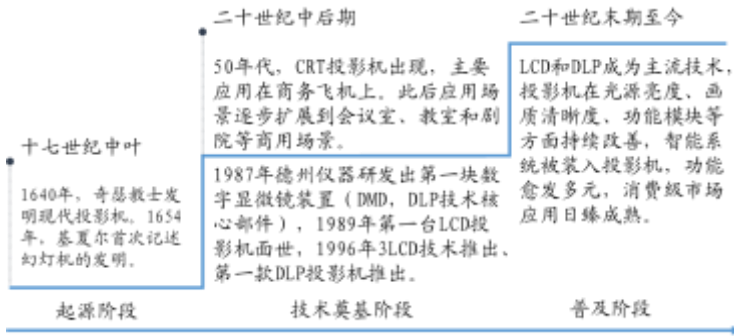 十七世纪中叶
1640年，奇瑟教士发
明现代投影机。1654
年，基夏尔首次记述
幻灯机的发明。
起源阶段
二十世纪中后期
50年代，CRT投影机出现，主要
应用在商务飞机上。此后应用场
景逐步扩展到会议室、教室和剧
院等商用场景。
1987年德州仪器研发出第一块数
字显微镜装置（DMD，DLP技术核
心部件），1989年第一台LCD投
影机面世，1996年3LCD技术推出、
第一款DLP投影机推出。
技术奠基阶段
二十世纪末期至今
LCD和DLP成为主流技术，
投影机在光源亮度、画
质清晰度、功能模块等
方面持续改善，智能系
统被装入投影机，功能
愈发多元，消费级市场
应用日臻成熟。
普及阶段